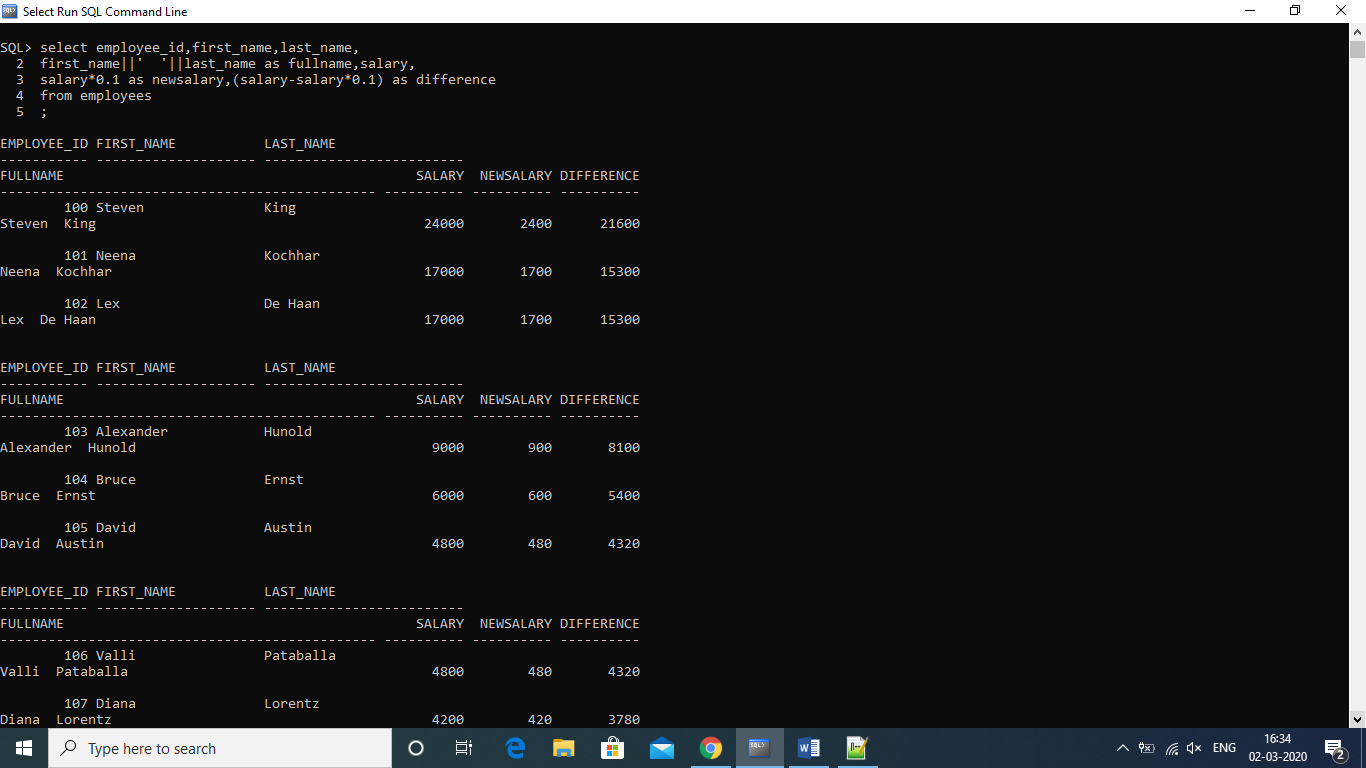 Select Run SQL Command Line
SQL> select employee_id,first_name,last_name,
  2  first_name||'  '||last_name as fullname,salary,
  3  salary*0.1 as newsalary,(salary-salary*0.1) as difference
  4  from employees
  5  ;
EMPLOYEE_ID FIRST_NAME           LAST_NAME
----------- -------------------- -------------------------
FULLNAME                                            SALARY  NEWSALARY DIFFERENCE
----------------------------------------------- ---------- ---------- ----------
        100 Steven               King
Steven  King                                         24000       2400      21600
        101 Neena                Kochhar
Neena  Kochhar                                       17000       1700      15300
        102 Lex                  De Haan
Lex  De Haan                                         17000       1700      15300
EMPLOYEE_ID FIRST_NAME           LAST_NAME
----------- -------------------- -------------------------
FULLNAME                                            SALARY  NEWSALARY DIFFERENCE
----------------------------------------------- ---------- ---------- ----------
        103 Alexander            Hunold
Alexander  Hunold                                     9000        900       8100
        104 Bruce                Ernst
Bruce  Ernst                                          6000        600       5400
        105 David                Austin
David  Austin                                         4800        480       4320
EMPLOYEE_ID FIRST_NAME           LAST_NAME
----------- -------------------- -------------------------
FULLNAME                                            SALARY  NEWSALARY DIFFERENCE
----------------------------------------------- ---------- ---------- ----------
        106 Valli                Pataballa
Valli  Pataballa                                      4800        480       4320
        107 Diana                Lorentz
Diana  Lorentz                                        4200        420       3780
Type here to search
ENG
16:34
02-03-2020
2